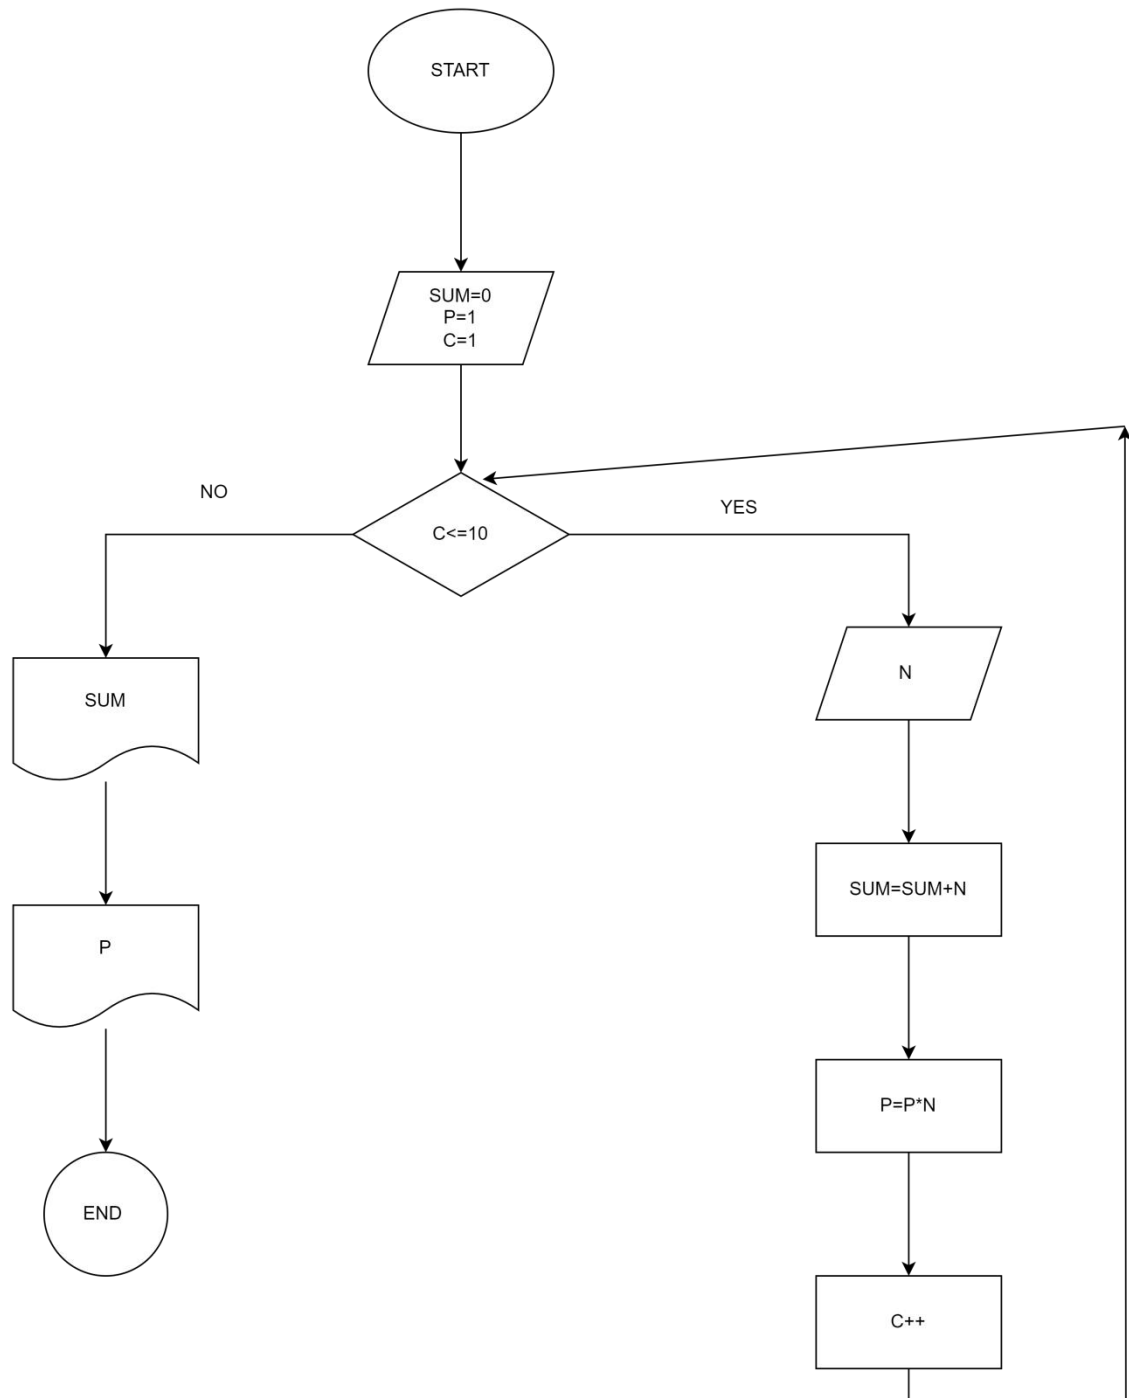 START
SUM=0
P=1
C=1
NO
YES
C<=10
N
SUM
SUM=SUM+N
P
P=P*N
END
C++